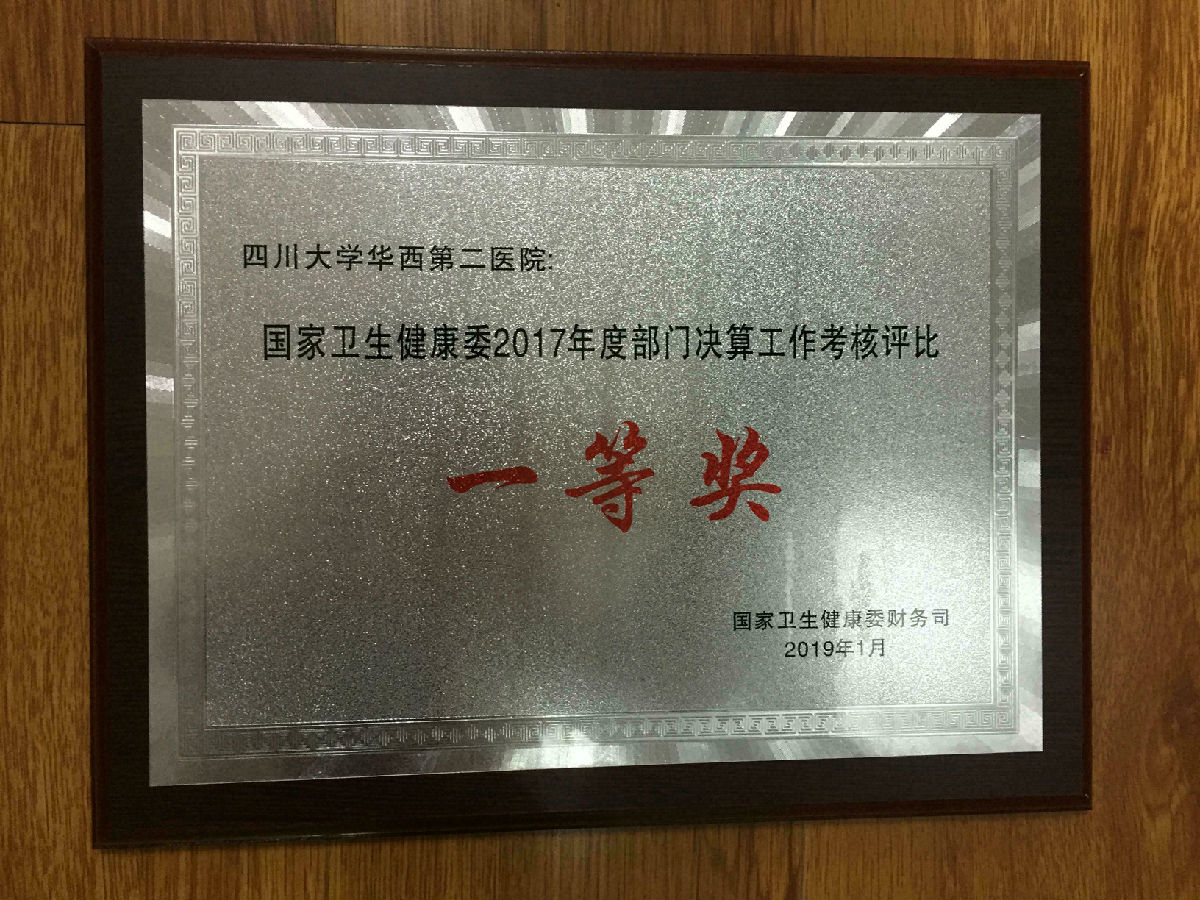 四川大学华西第二医院:
国家卫生健康委2017年度部门决算工作考核评比
一等奖
国家卫生健康委财务司
2019年1月